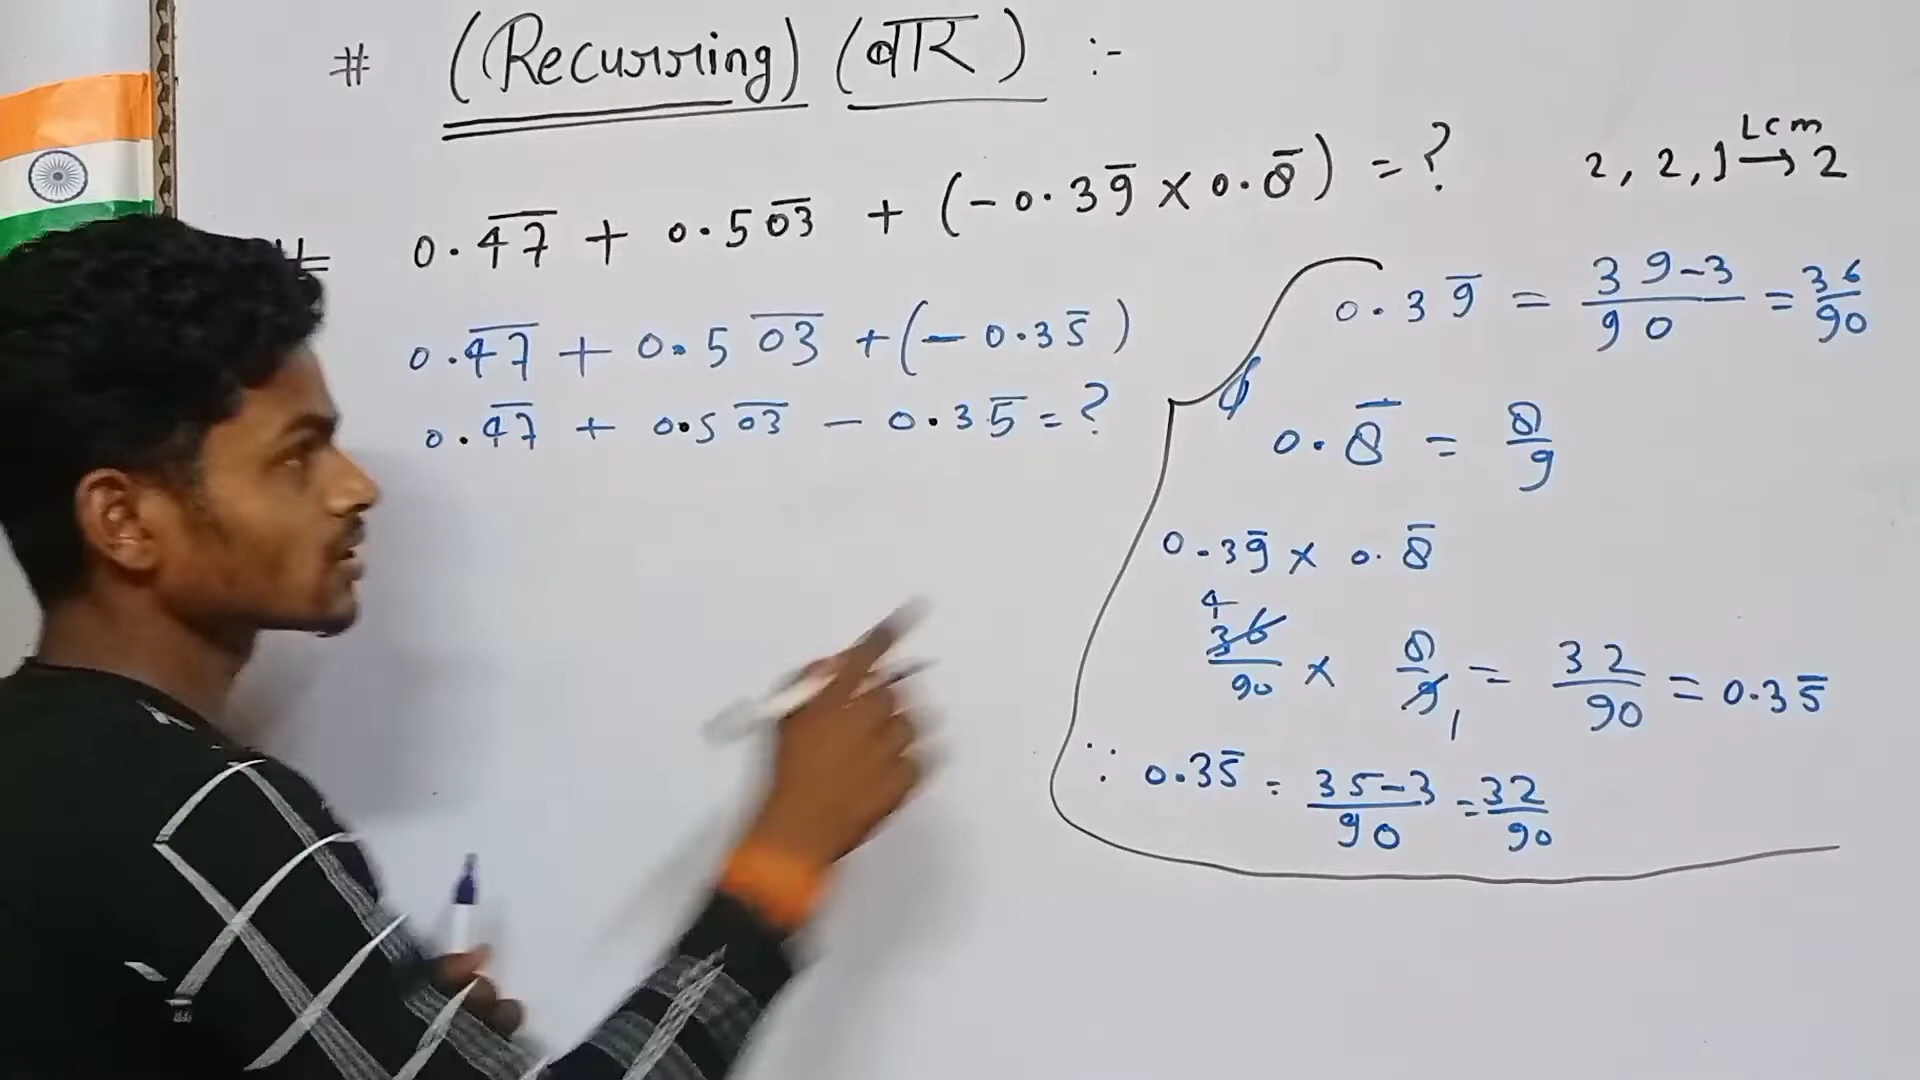 # (Recurring) (बार) :-
2, 2, 1 Lcm→ 2
# 0.4̅7̅ + 0.50̅3̅ + (-0.39̅ × 0.8̅) = ?
0.4̅7̅ + 0.50̅3̅ + (-0.35̅)
0.4̅7̅ + 0.50̅3̅ - 0.35̅ = ?
0.39̅ = 39-3/90 = 36/90
0.8̅ = 8/9
0.39̅ × 0.8̅
4
36/90 × 8/9 1 = 32/90 = 0.35̅
∵ 0.35̅ = 35-3/90 = 32/90